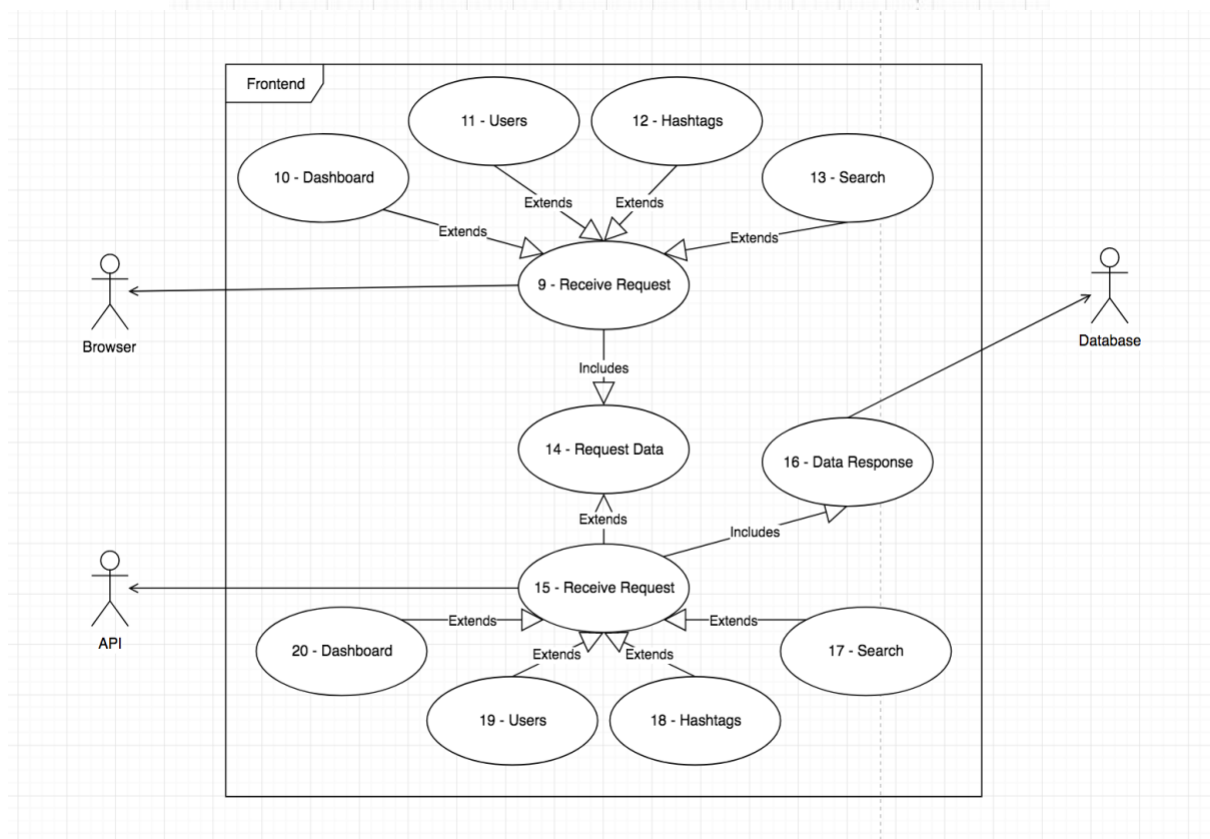 Frontend
11 - Users
12 - Hashtags
10 - Dashboard
13 - Search
Extends
Extends
Extends
Extends
9 - Receive Request
Browser
Database
Includes
14 - Request Data
16 - Data Response
Extends
Includes
15 - Receive Request
API
Extends
Extends
20 - Dashboard
Extends
Extends
17 - Search
19 - Users
18 - Hashtags